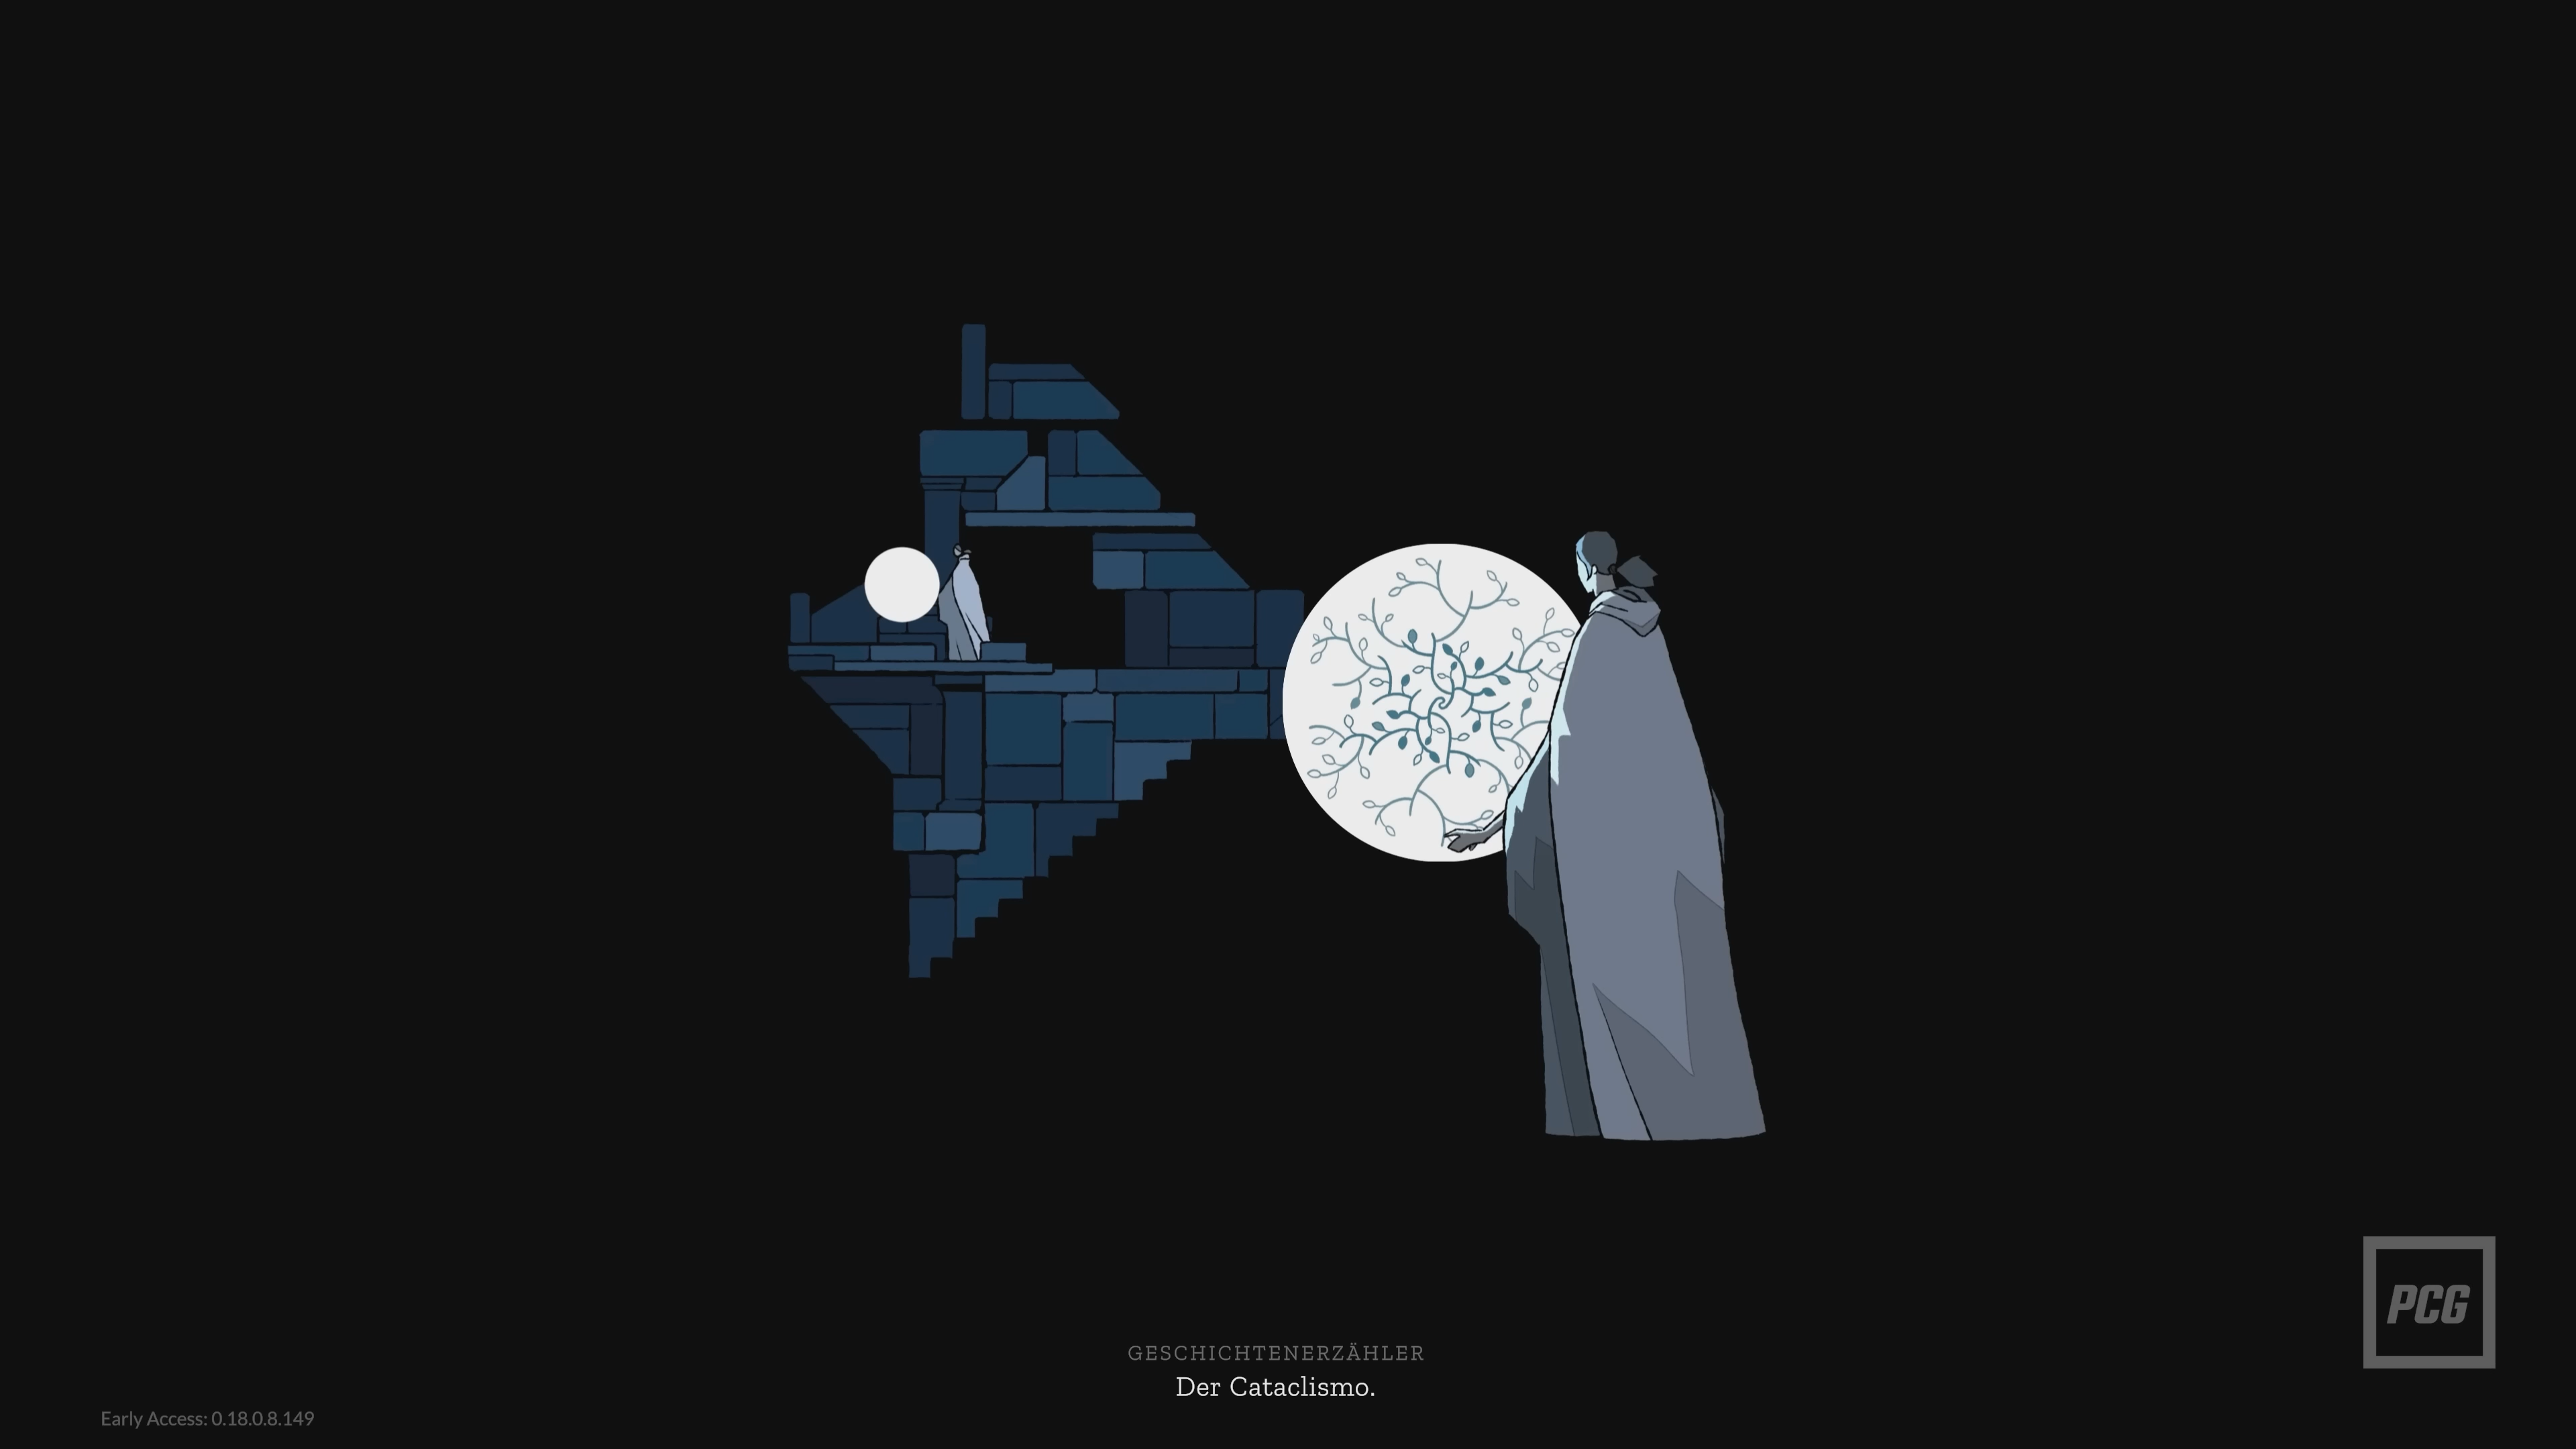 PCG
GESCHICHTENERZÄHLER
Der Cataclismo.
Early Access: 0.18.0.8.149